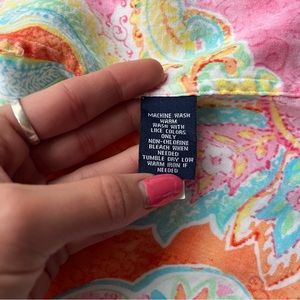 MACHINE WASH
WARM
WASH WITH
LIKE COLORS
ONLY
NON-CHLORINE
BLEACH WHEN
NEEDED
TUMBLE DRY LOW
WARM IRON IF
NEEDED